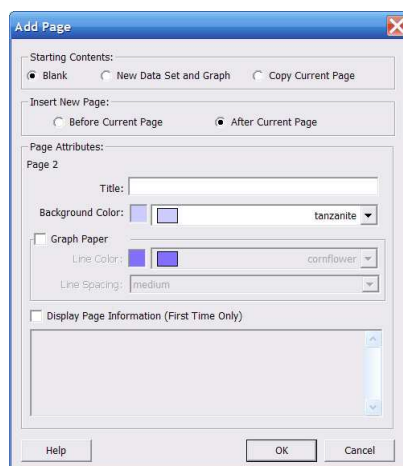 Add Page
Starting Contents:
Blank New Data Set and Graph Copy Current Page
Insert New Page:
Before Current Page After Current Page
Page Attributes:
Page 2
Title:
Background Color: tanzanite
Graph Paper
Line Color: cornflower
Line Spacing: medium
Display Page Information (First Time Only)
Help OK Cancel